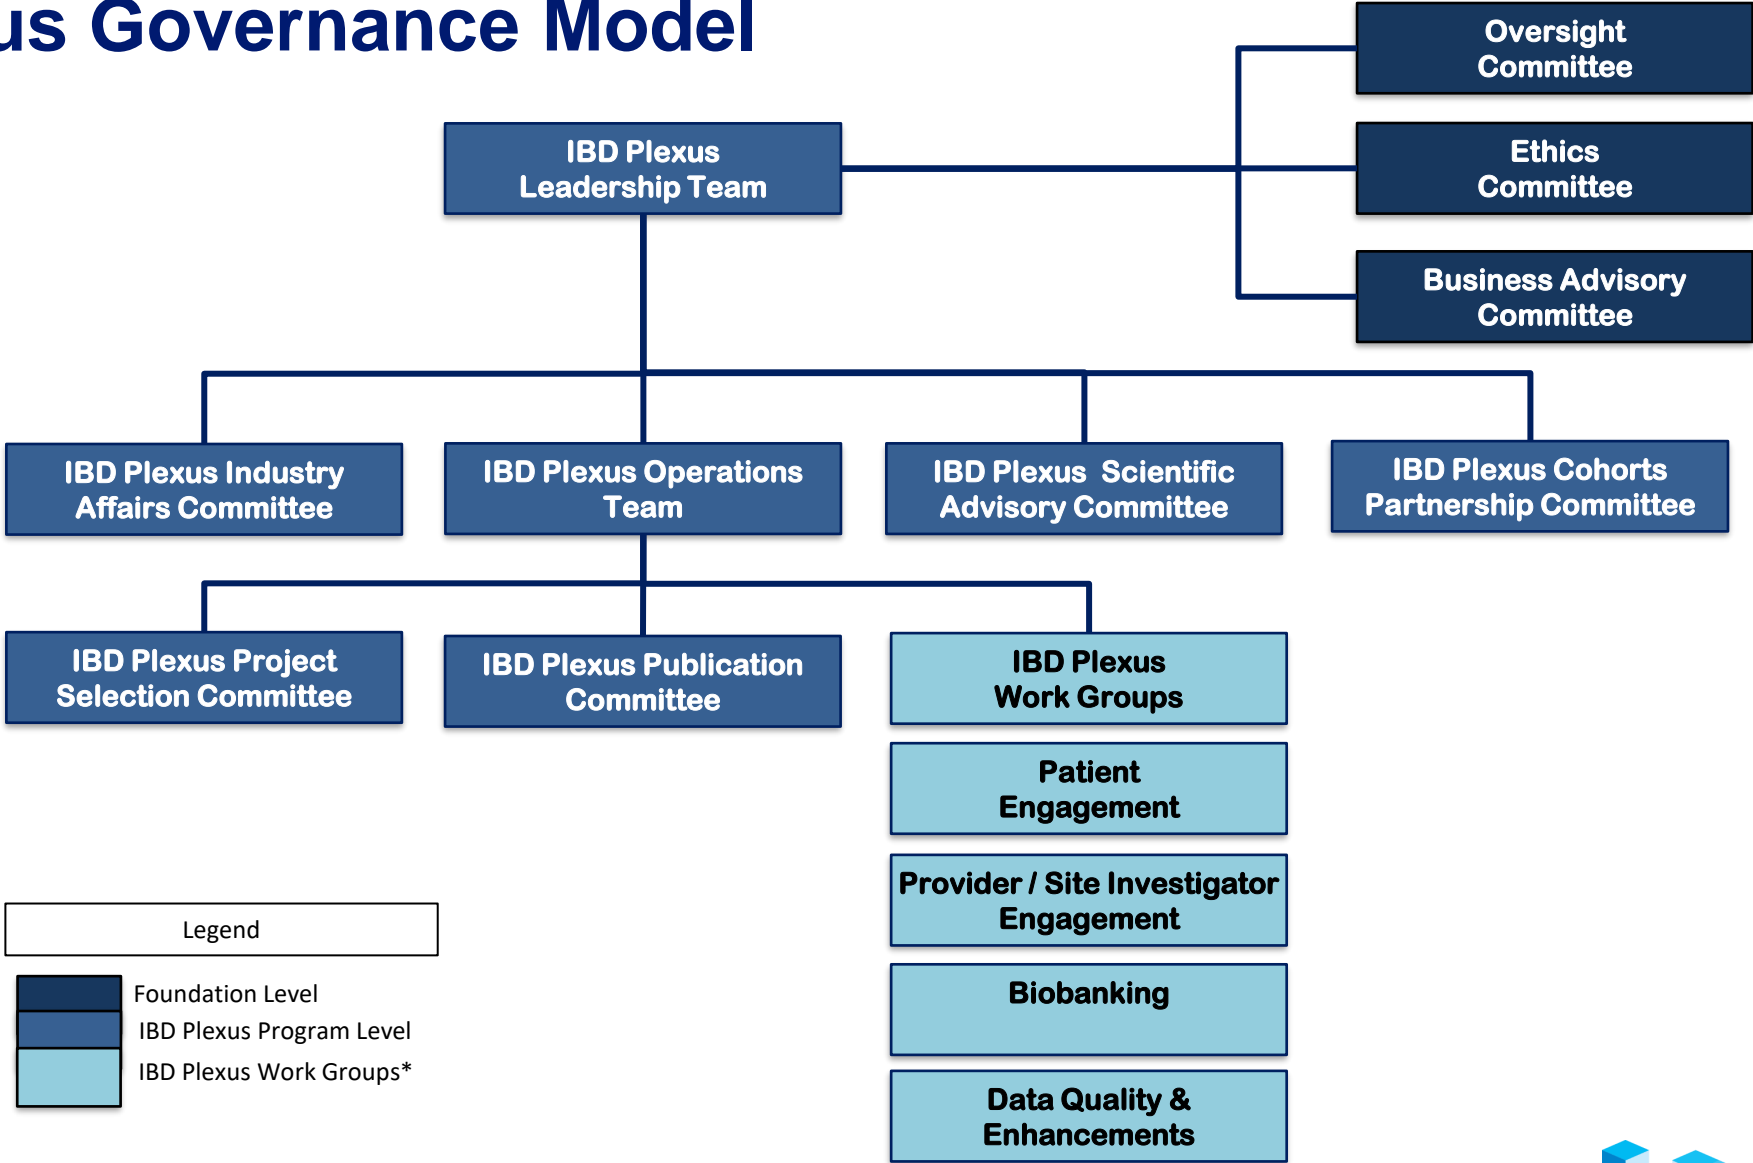 us Governance Model
Oversight
Committee
IBD Plexus
Leadership Team
Ethics
Committee
Business Advisory
Committee
IBD Plexus Industry
Affairs Committee
IBD Plexus Operations
Team
IBD Plexus  Scientific
Advisory Committee
IBD Plexus Cohorts
Partnership Committee
IBD Plexus Project
Selection Committee
IBD Plexus Publication
Committee
IBD Plexus
Work Groups
Patient
Engagement
Provider / Site Investigator
Engagement
Biobanking
Data Quality &
Enhancements
Legend
Foundation Level
IBD Plexus Program Level
IBD Plexus Work Groups*